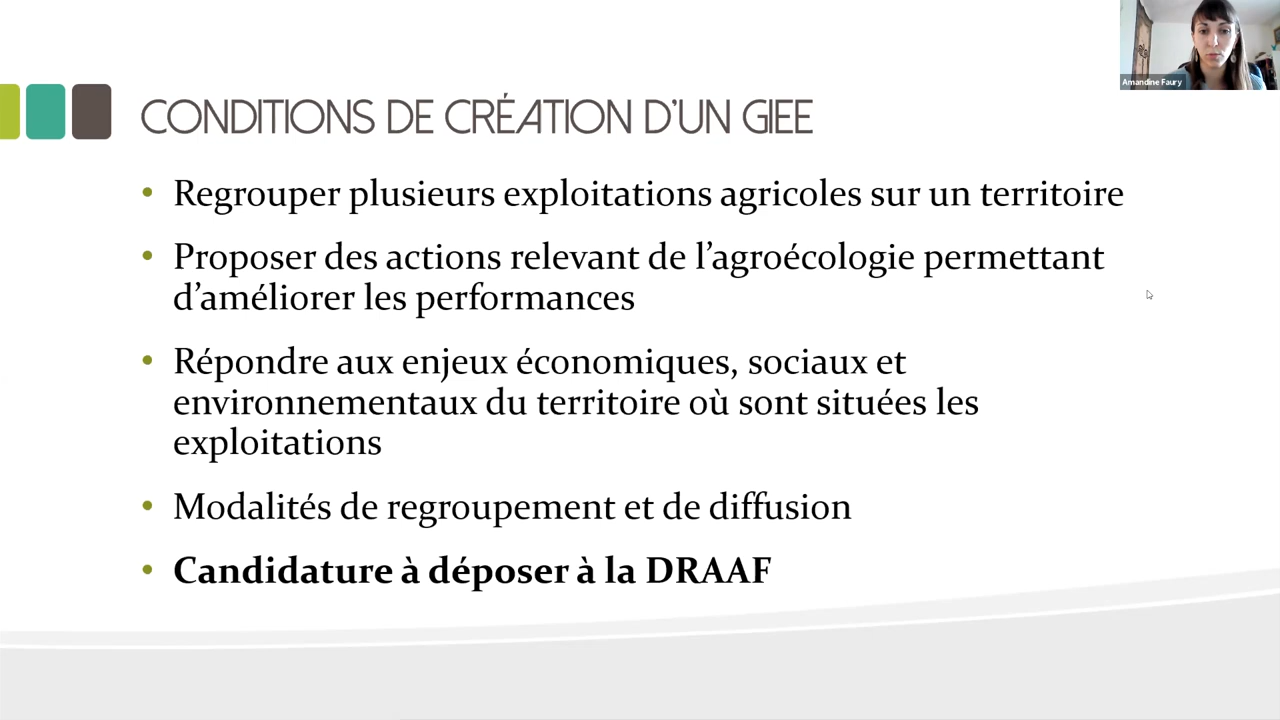 Amandine Faury
CONDITIONS DE CRÉATION D'UN GIEE
• Regrouper plusieurs exploitations agricoles sur un territoire
• Proposer des actions relevant de l’agroécologie permettant
d’améliorer les performances
• Répondre aux enjeux économiques, sociaux et
environnementaux du territoire où sont situées les
exploitations
• Modalités de regroupement et de diffusion
• Candidature à déposer à la DRAAF